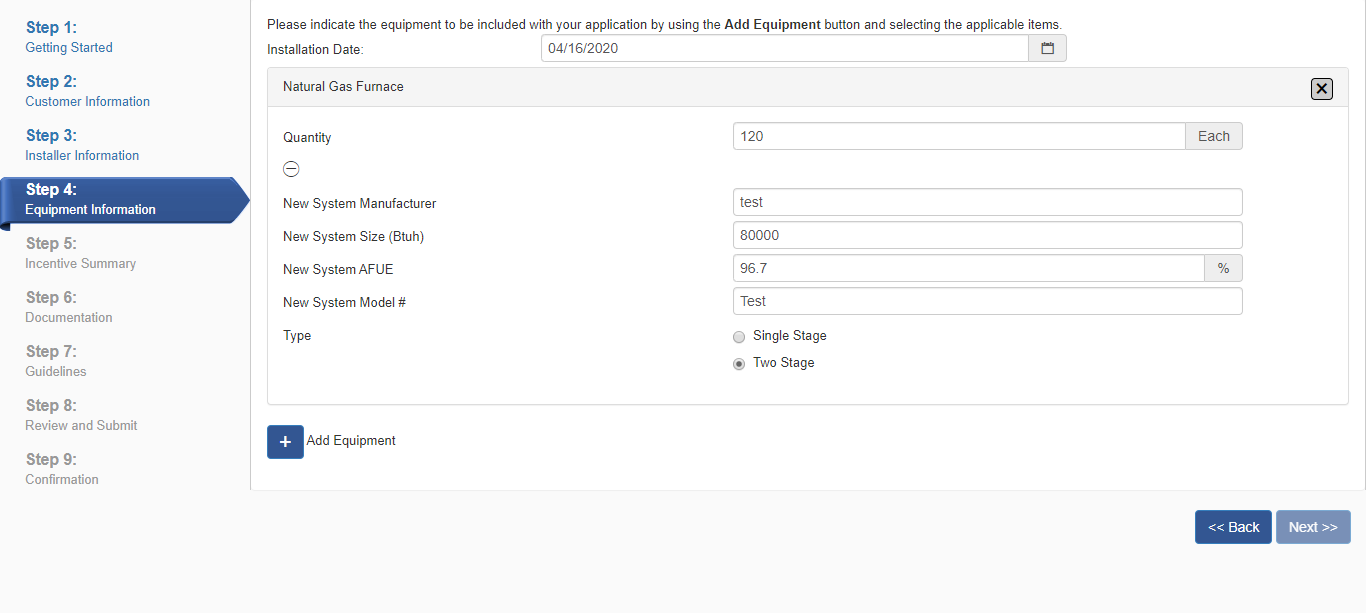 Step 1:
Getting Started
Step 2:
Customer Information
Step 3:
Installer Information
Step 4:
Equipment Information
Step 5:
Incentive Summary
Step 6:
Documentation
Step 7:
Guidelines
Step 8:
Review and Submit
Step 9:
Confirmation
Please indicate the equipment to be included with your application by using the Add Equipment button and selecting the applicable items.
Installation Date: 04/16/2020
Natural Gas Furnace
Quantity 120 Each
New System Manufacturer test
New System Size (Btuh) 80000
New System AFUE 96.7 %
New System Model # Test
Type Single Stage
Two Stage
+ Add Equipment
<< Back Next >>